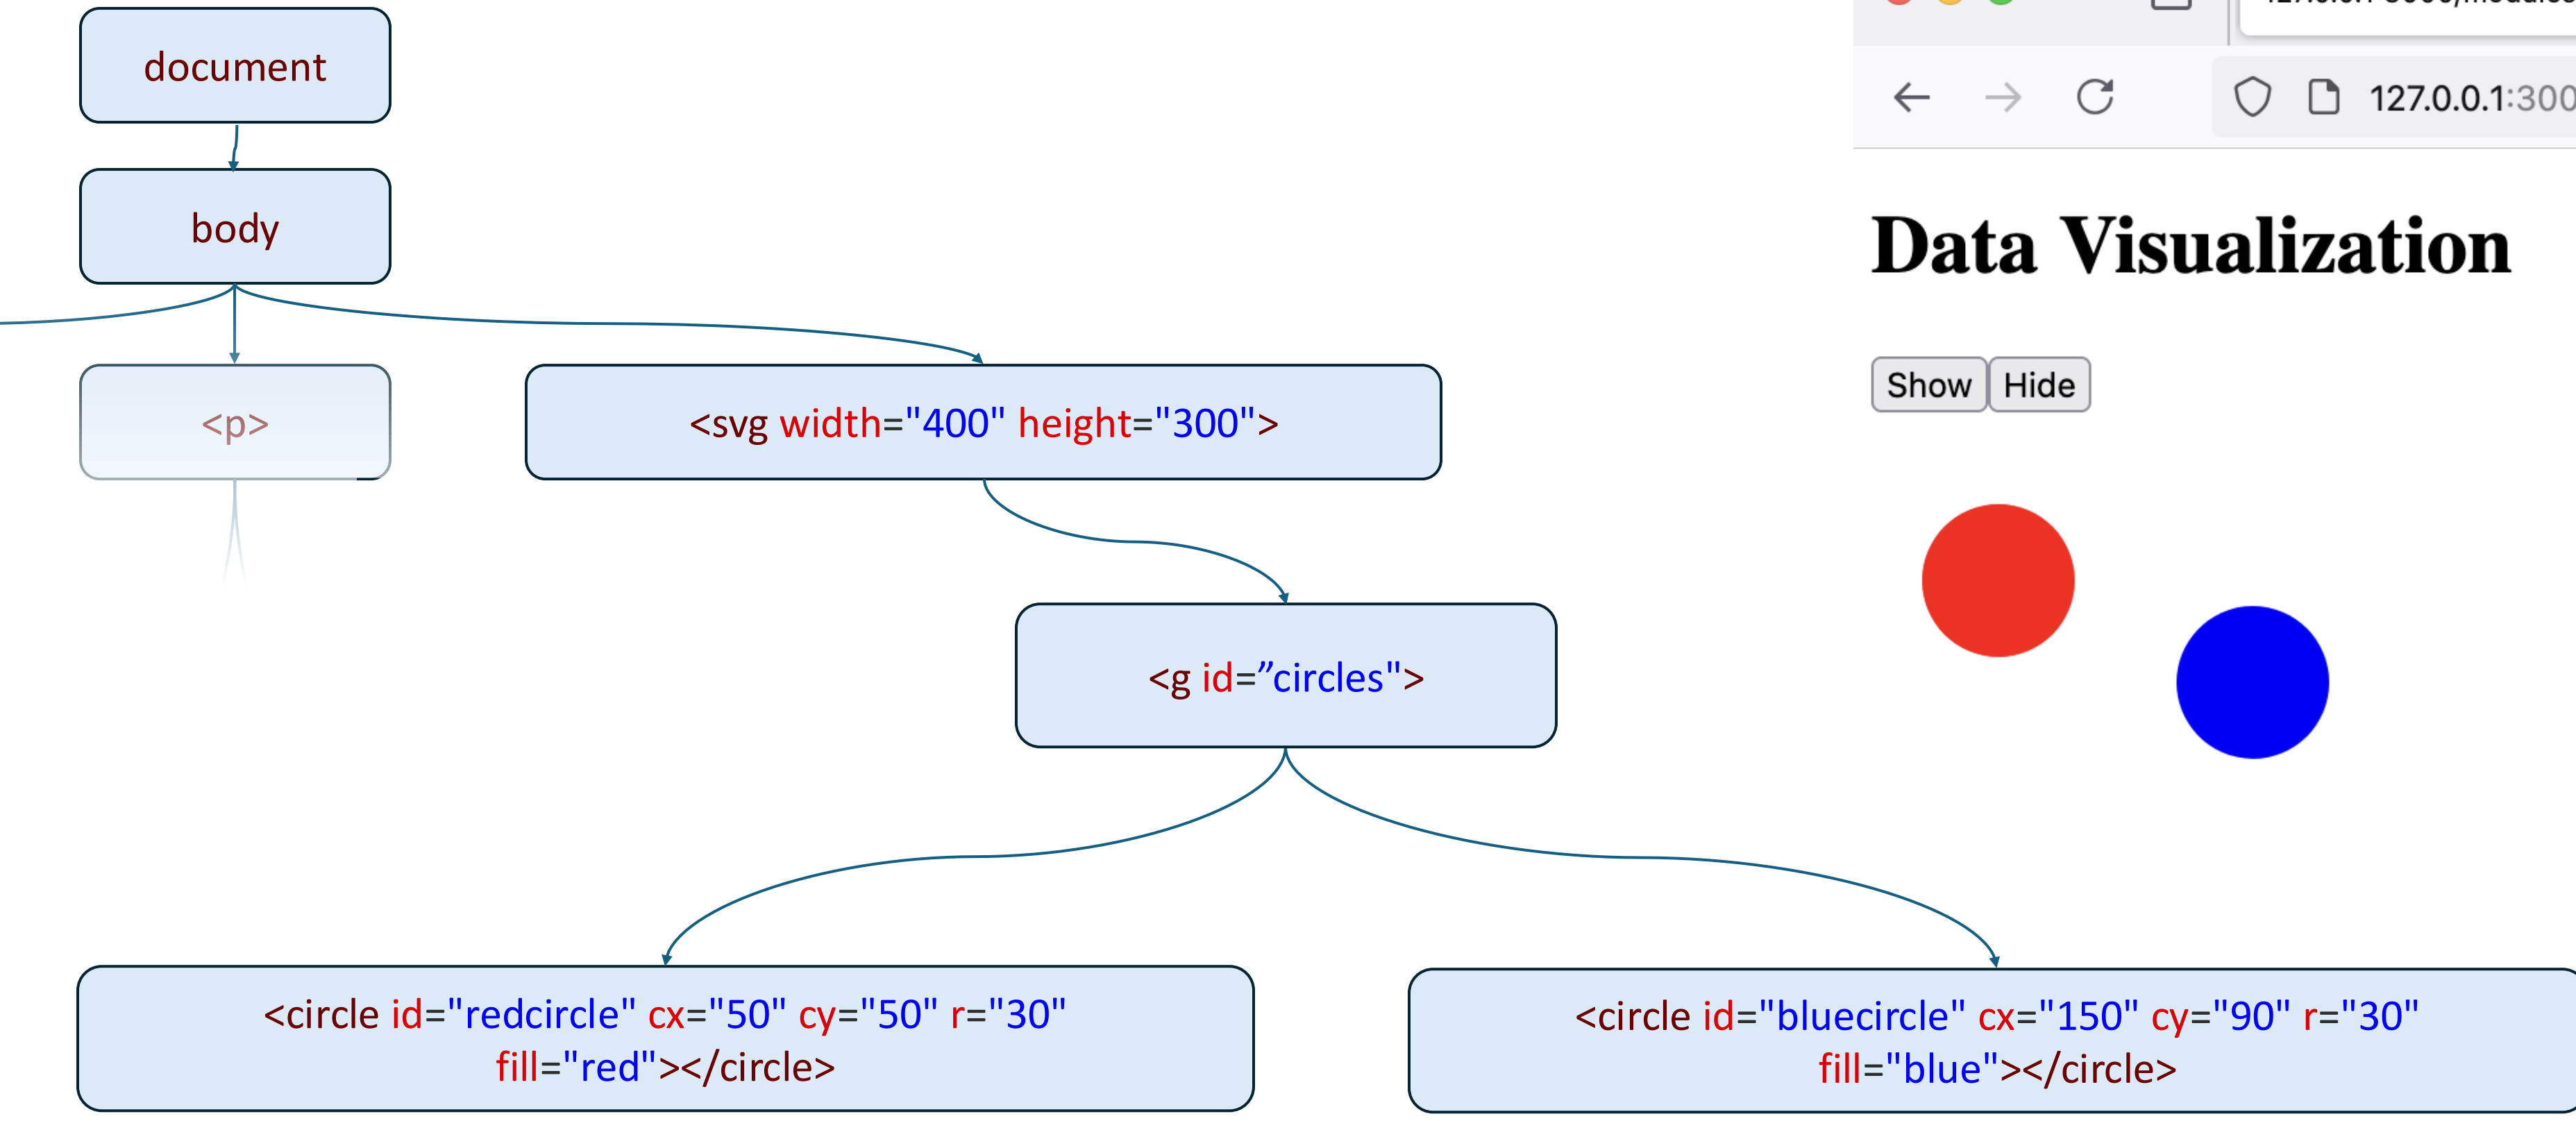 document
body
<p>
<svg width="400" height="300">
<g id=”circles">
<circle id="redcircle" cx="50" cy="50" r="30"
fill="red"></circle>
<circle id="bluecircle" cx="150" cy="90" r="30"
fill="blue"></circle>
127.0.0.1:300
Data Visualization
Show Hide